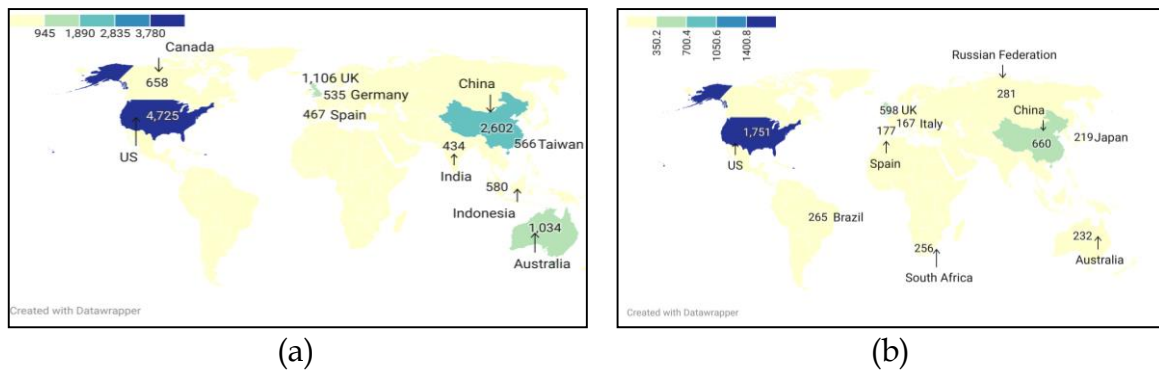 945 1,890 2,835 3,780
Canada
658
4,725
US
1,106 UK
535 Germany
467 Spain
China
2,602
566 Taiwan
434
India
580
Indonesia
1,034
Australia
Created with Datawrapper
(a)
350.2 700.4 1050.6 1400.8
Russian Federation
281
China
598 UK
167 Italy
177
Spain
1,751
US
660
219 Japan
265 Brazil
256
South Africa
232
Australia
Created with Datawrapper
(b)